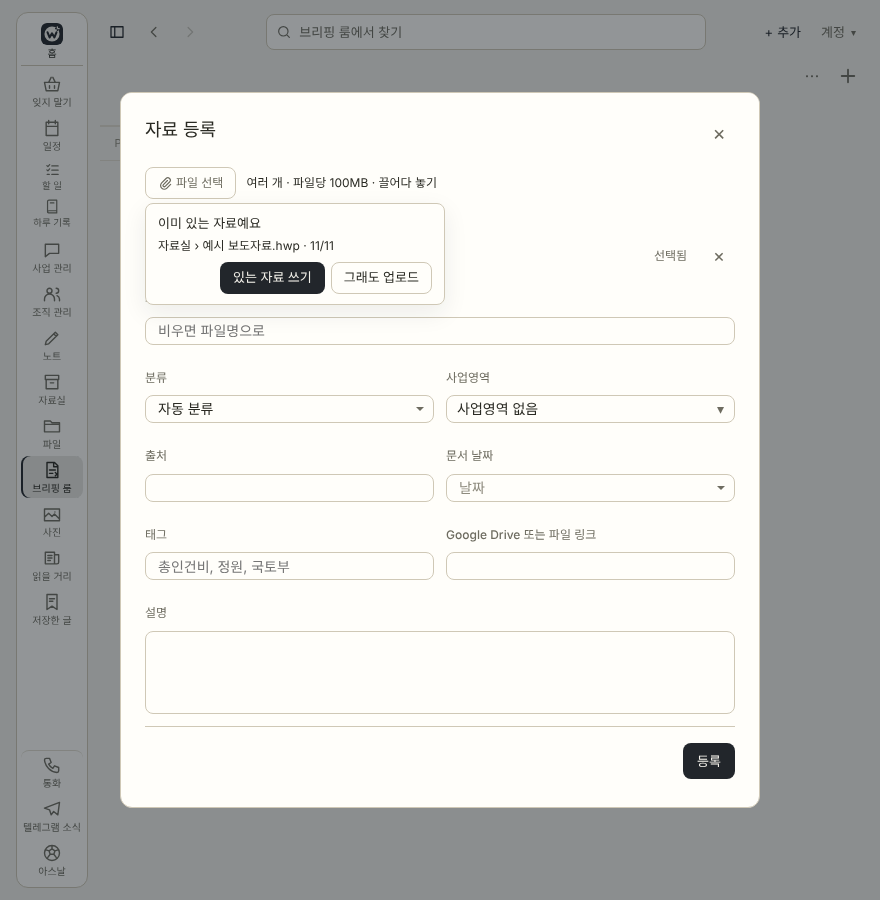 홈
브리핑 룸에서 찾기
+ 추가
계정
잊지 말기
일정
할 일
하루 기록
사업 관리
조직 관리
노트
자료실
파일
브리핑 룸
사진
읽을 거리
저장한 글
통화
텔레그램 소식
아스날
자료 등록
파일 선택
여러 개 · 파일당 100MB · 끌어다 놓기
이미 있는 자료예요
자료실 › 예시 보도자료.hwp · 11/11
있는 자료 쓰기
그래도 업로드
선택됨
비우면 파일명으로
분류
사업영역
자동 분류
사업영역 없음
출처
문서 날짜
날짜
태그
Google Drive 또는 파일 링크
총인건비, 정원, 국토부
설명
등록